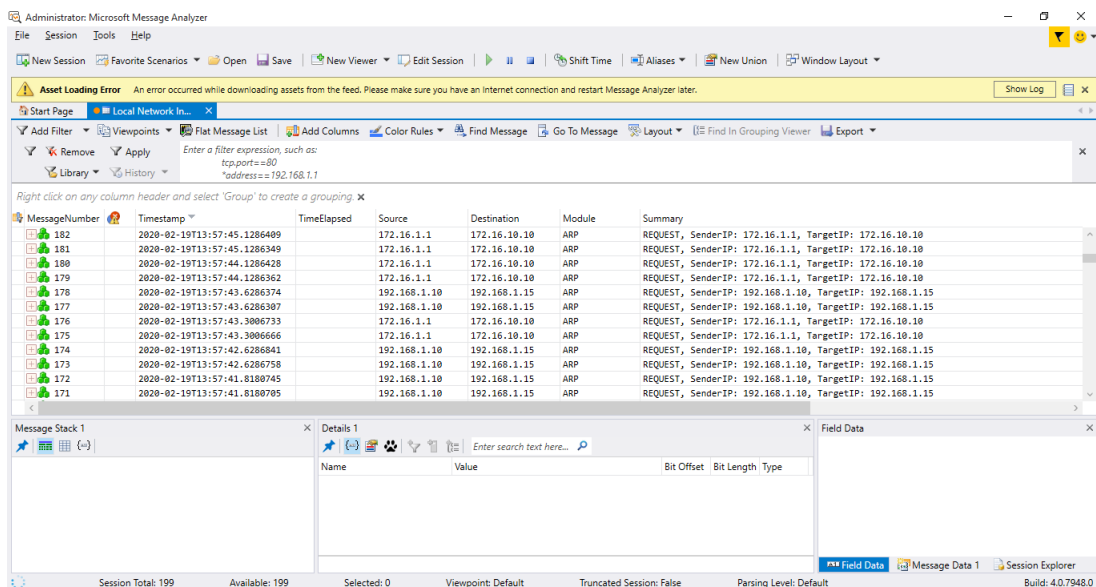 Administrator: Microsoft Message Analyzer
File Session Tools Help
New Session Favorite Scenarios Open Save New Viewer Edit Session Shift Time Aliases New Union Window Layout
Asset Loading Error An error occurred while downloading assets from the feed. Please make sure you have an Internet connection and restart Message Analyzer later. Show Log
Start Page Local Network In...
Add Filter Viewpoints Flat Message List Add Columns Color Rules Find Message Go To Message Layout Find In Grouping Viewer Export
Remove Apply Enter a filter expression, such as:
tcp.port==80
Library History *address==192.168.1.1
Right click on any column header and select 'Group' to create a grouping.
MessageNumber Timestamp TimeElapsed Source Destination Module Summary
182 2020-02-19T13:57:45.1286409 172.16.1.1 172.16.10.10 ARP REQUEST, SenderIP: 172.16.1.1, TargetIP: 172.16.10.10
181 2020-02-19T13:57:45.1286349 172.16.1.1 172.16.10.10 ARP REQUEST, SenderIP: 172.16.1.1, TargetIP: 172.16.10.10
180 2020-02-19T13:57:44.1286428 172.16.1.1 172.16.10.10 ARP REQUEST, SenderIP: 172.16.1.1, TargetIP: 172.16.10.10
179 2020-02-19T13:57:44.1286362 172.16.1.1 172.16.10.10 ARP REQUEST, SenderIP: 172.16.1.1, TargetIP: 172.16.10.10
178 2020-02-19T13:57:43.6286374 192.168.1.10 192.168.1.15 ARP REQUEST, SenderIP: 192.168.1.10, TargetIP: 192.168.1.15
177 2020-02-19T13:57:43.6286307 192.168.1.10 192.168.1.15 ARP REQUEST, SenderIP: 192.168.1.10, TargetIP: 192.168.1.15
176 2020-02-19T13:57:43.3006733 172.16.1.1 172.16.10.10 ARP REQUEST, SenderIP: 172.16.1.1, TargetIP: 172.16.10.10
175 2020-02-19T13:57:43.3006666 172.16.1.1 172.16.10.10 ARP REQUEST, SenderIP: 172.16.1.1, TargetIP: 172.16.10.10
174 2020-02-19T13:57:42.6286841 192.168.1.10 192.168.1.15 ARP REQUEST, SenderIP: 192.168.1.10, TargetIP: 192.168.1.15
173 2020-02-19T13:57:42.6286758 192.168.1.10 192.168.1.15 ARP REQUEST, SenderIP: 192.168.1.10, TargetIP: 192.168.1.15
172 2020-02-19T13:57:41.8180745 192.168.1.10 192.168.1.15 ARP REQUEST, SenderIP: 192.168.1.10, TargetIP: 192.168.1.15
171 2020-02-19T13:57:41.8180705 192.168.1.10 192.168.1.15 ARP REQUEST, SenderIP: 192.168.1.10, TargetIP: 192.168.1.15
Message Stack 1 Details 1 Field Data
Enter search text here...
Name Value Bit Offset Bit Length Type
Field Data Message Data 1 Session Explorer
Session Total: 199 Available: 199 Selected: 0 Viewpoint: Default Truncated Session: False Parsing Level: Default Build: 4.0.7948.0